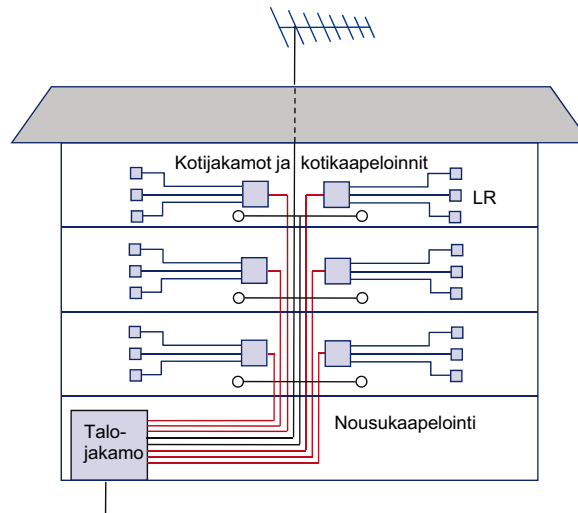 Kotijakamot ja kotikaapeloinnit
LR
Nousukaapelointi
Talo-
jakamo